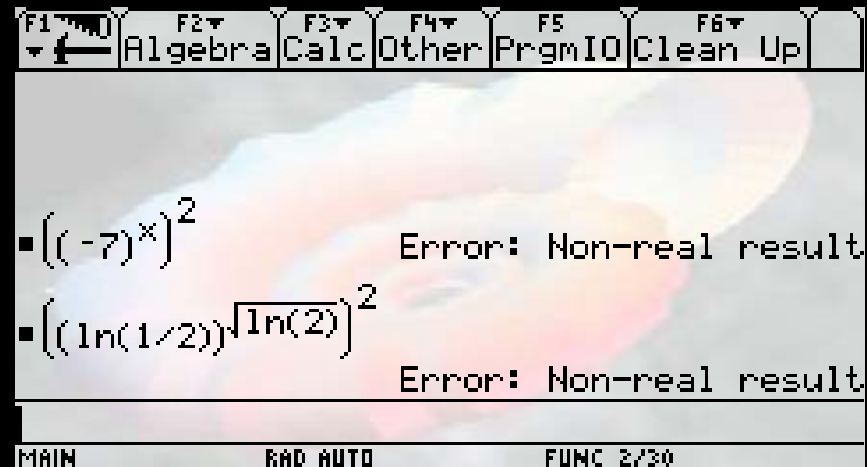 F1▾ F2▾ Algebra F3▾ Calc F4▾ Other F5 PrgmIO F6▾ Clean Up
▪((-7)^x)^2 Error: Non-real result
▪((ln(1/2))^√ln(2))^2
Error: Non-real result
MAIN RAD AUTO FUNC 2/30